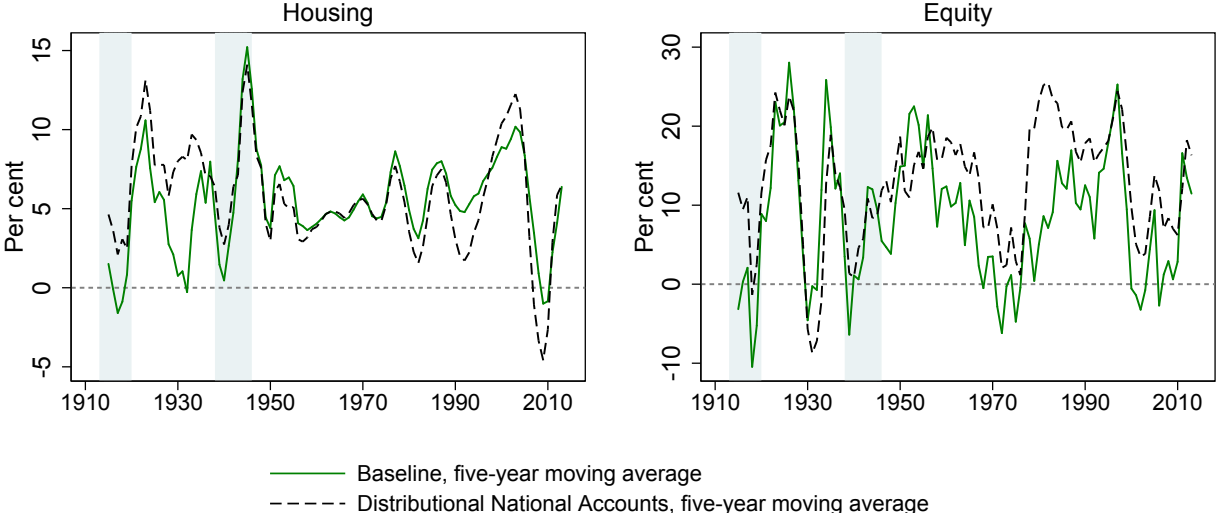 Housing
Equity
Per cent
15
10
5
0
-5
1910 1930 1950 1970 1990 2010
Per cent
30
20
10
0
-10
1910 1930 1950 1970 1990 2010
Baseline, five-year moving average
Distributional National Accounts, five-year moving average